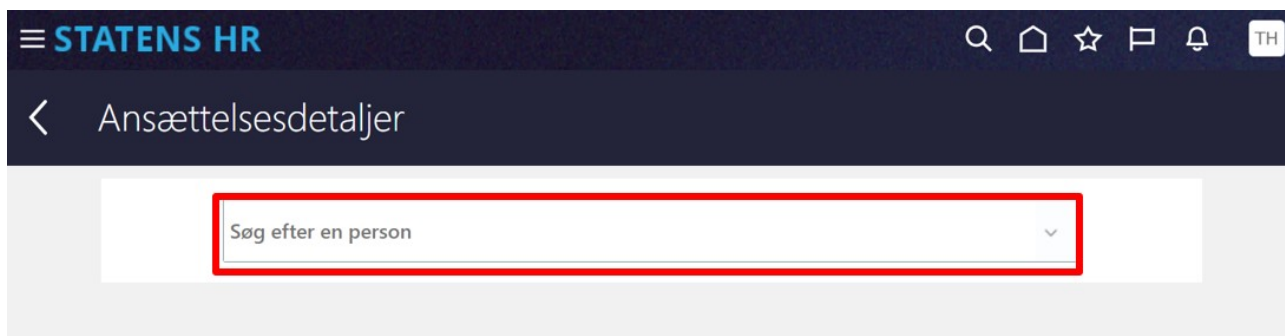 STATENS HR
TH
Ansættelsesdetaljer
Søg efter en person